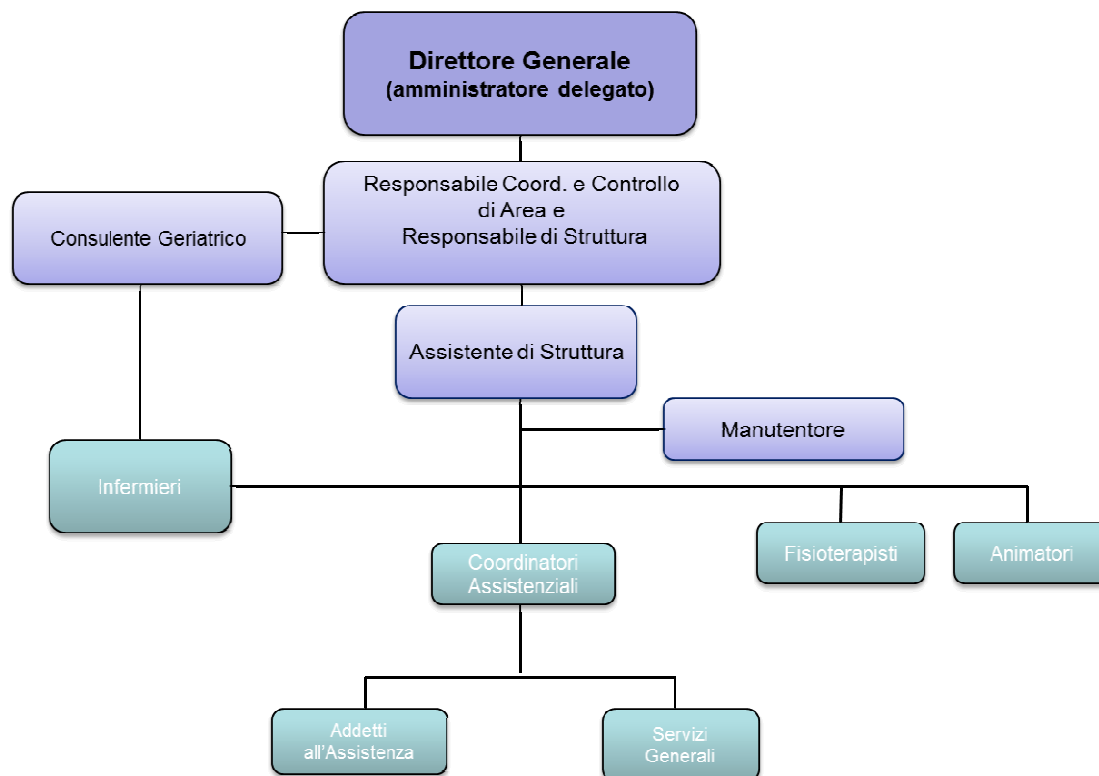 Direttore Generale
(amministratore delegato)
Responsabile Coord. e Controllo
di Area e
Responsabile di Struttura
Consulente Geriatrico
Assistente di Struttura
Manutentore
Infermieri
Fisioterapisti
Animatori
Coordinatori
Assistenziali
Addetti
all'Assistenza
Servizi
Generali